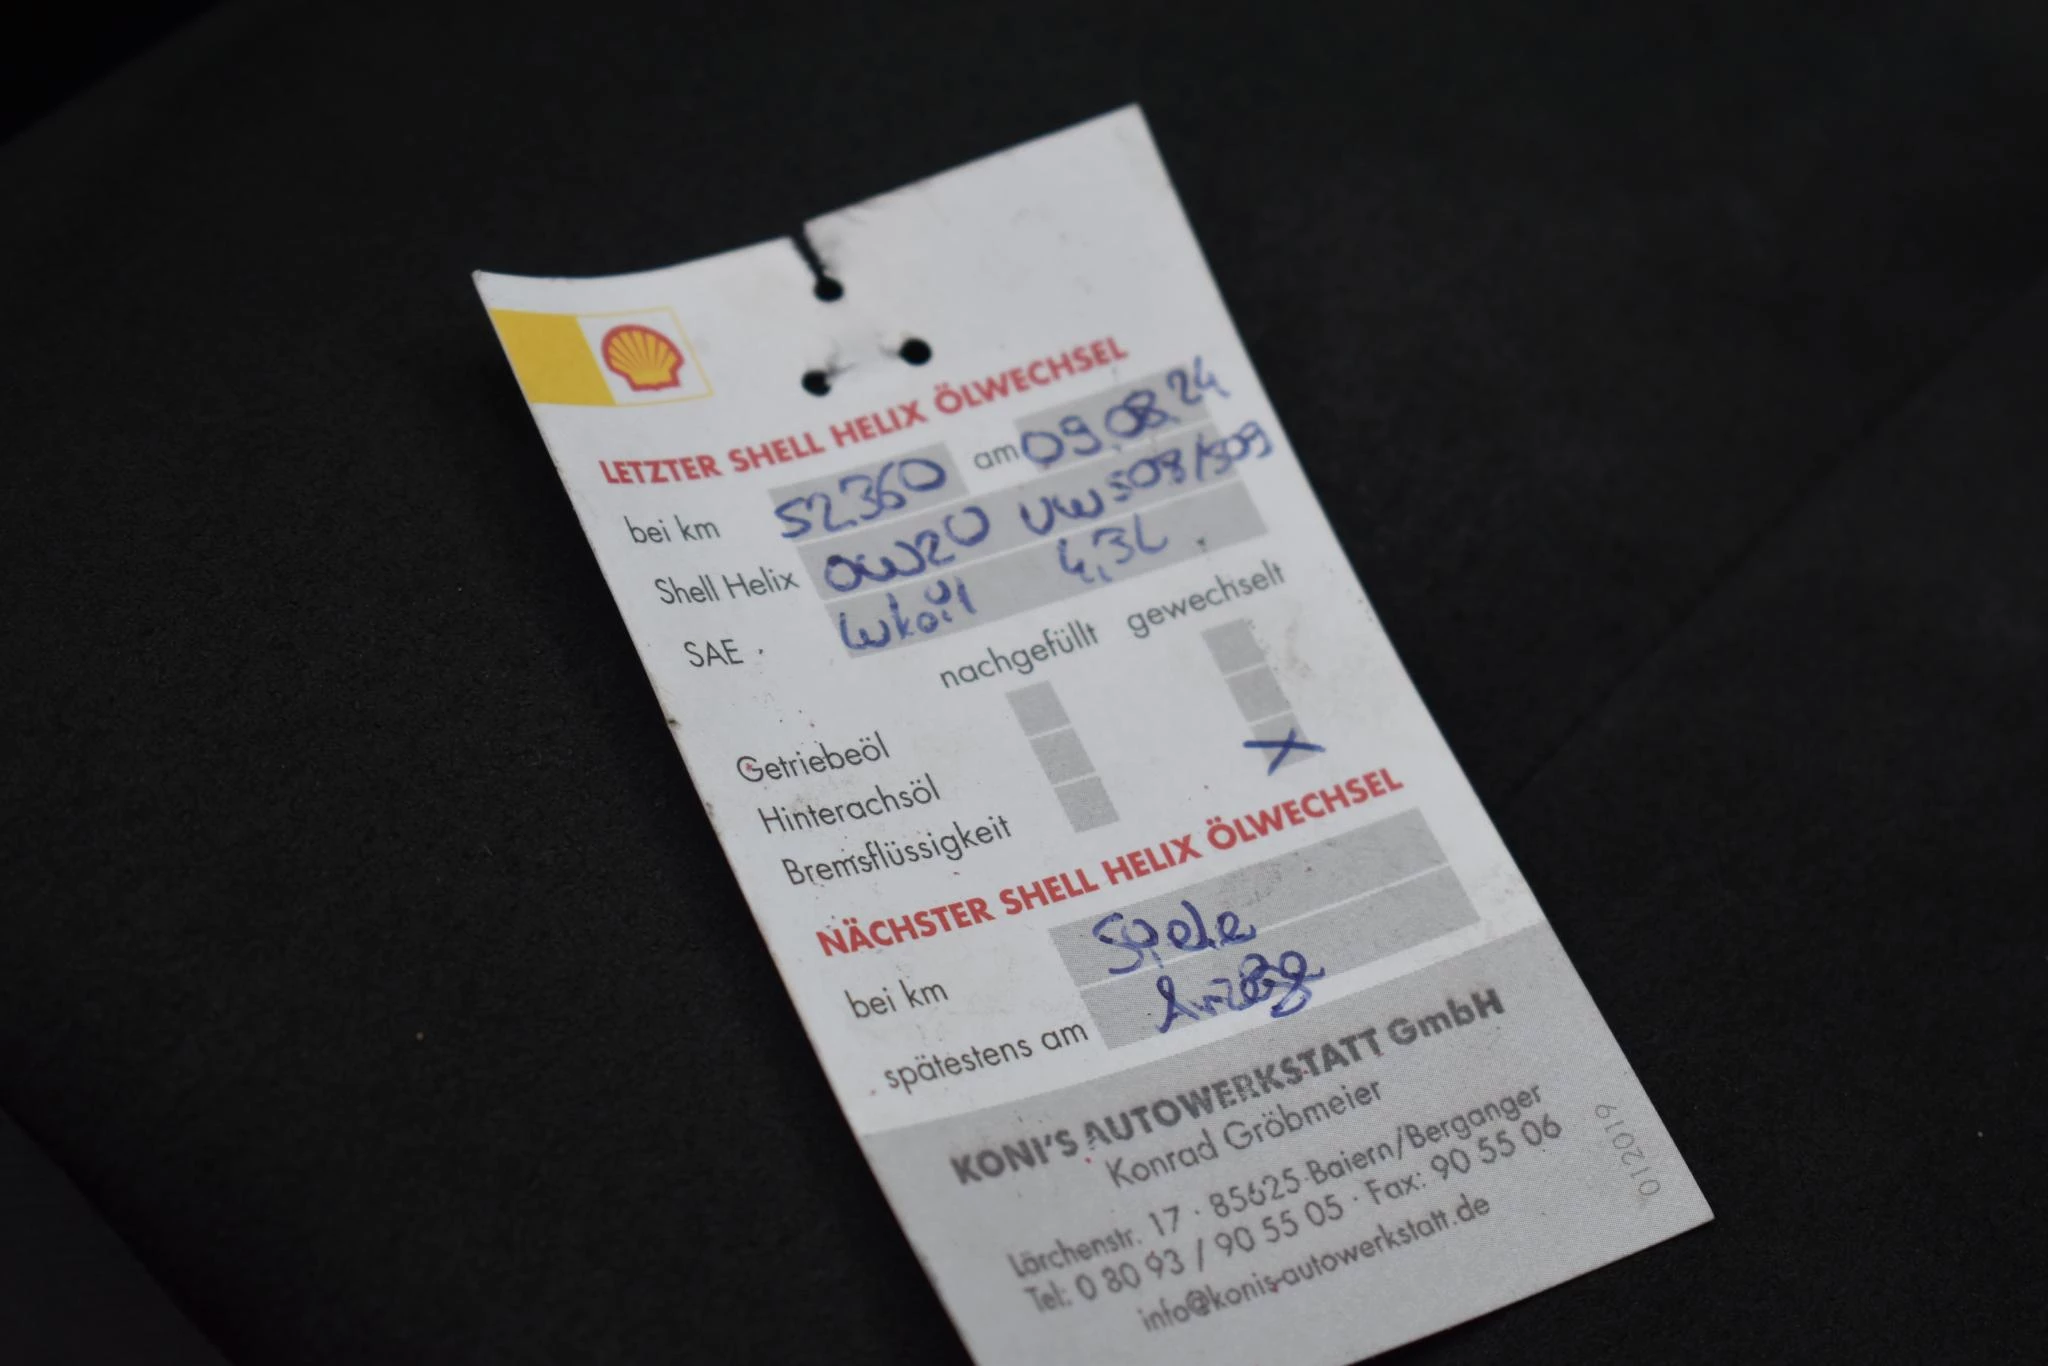 LETZTER SHELL HELIX ÖLWECHSEL
bei km 52.360 am 09.08.24
Shell Helix 0W20 VW 508/509
SAE 4,3L
nachgefüllt gewechselt
Getriebeöl
Hinterachsöl
Bremsflüssigkeit X
NÄCHSTER SHELL HELIX ÖLWECHSEL
bei km
spätestens am
KONI'S AUTOWERKSTATT GmbH
Konrad Gröbmeier
Lärchenstr. 17 · 85625 Baiern/Berganger
Tel: 0 80 93 / 90 55 05 · Fax: 90 55 06
info@konis-autowerkstatt.de
012019